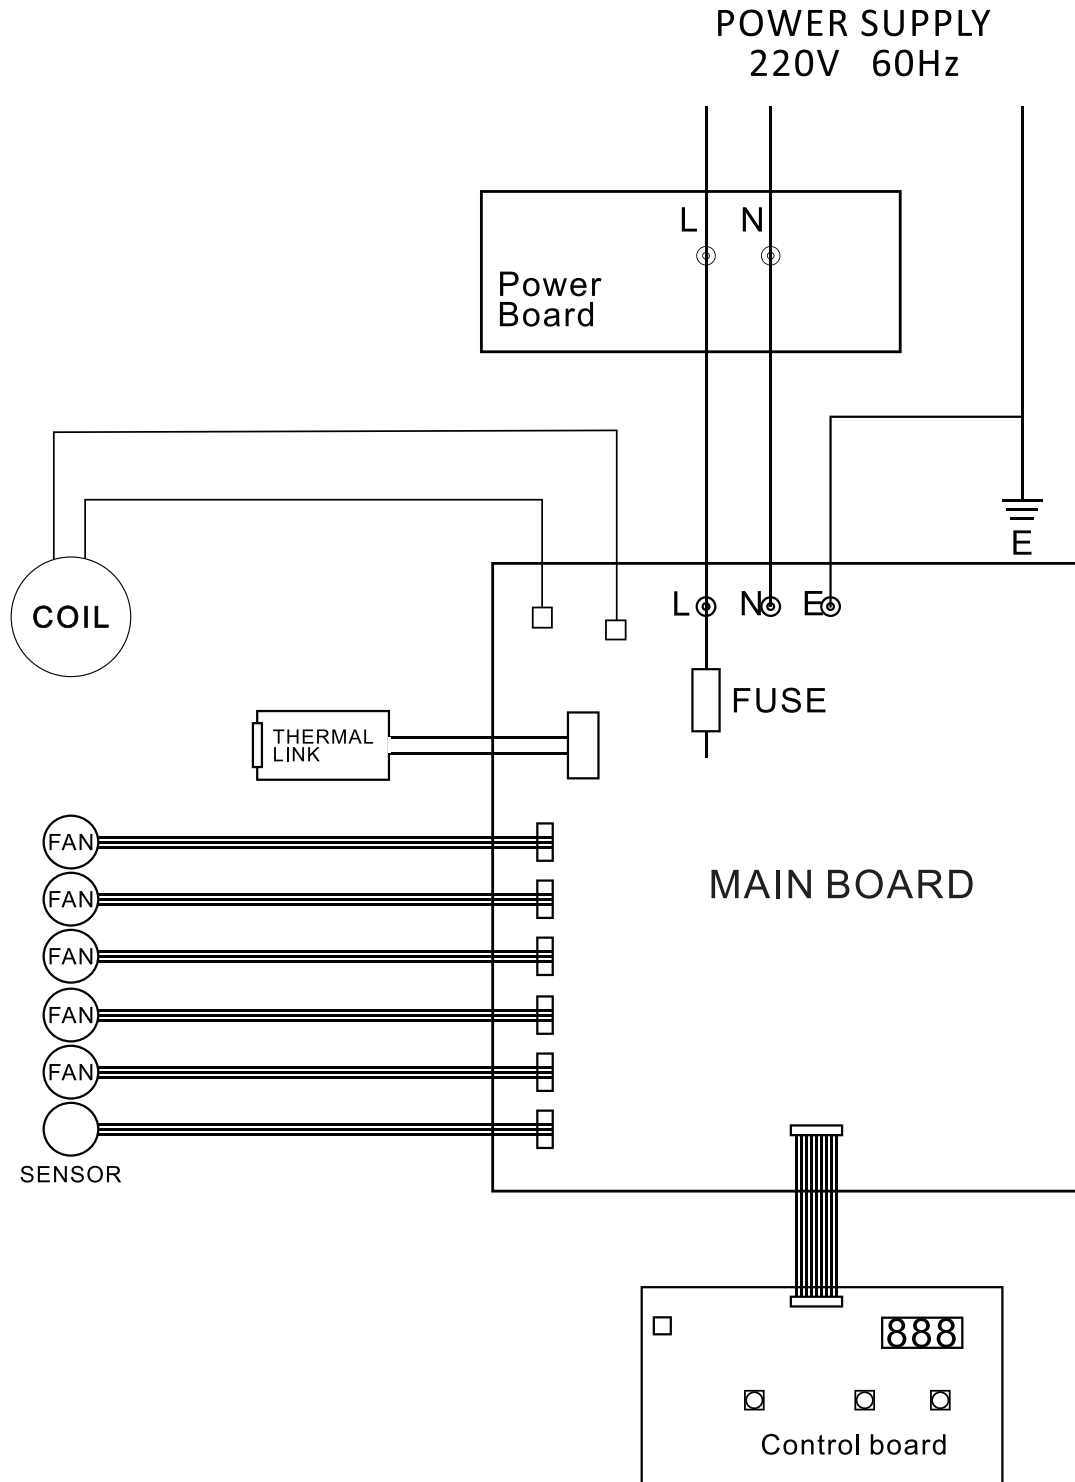 POWER SUPPLY
220V 60Hz
L N
Power
Board
E
COIL
L N E
FUSE
THERMAL
LINK
FAN
MAIN BOARD
FAN
FAN
FAN
FAN
SENSOR
888
Control board